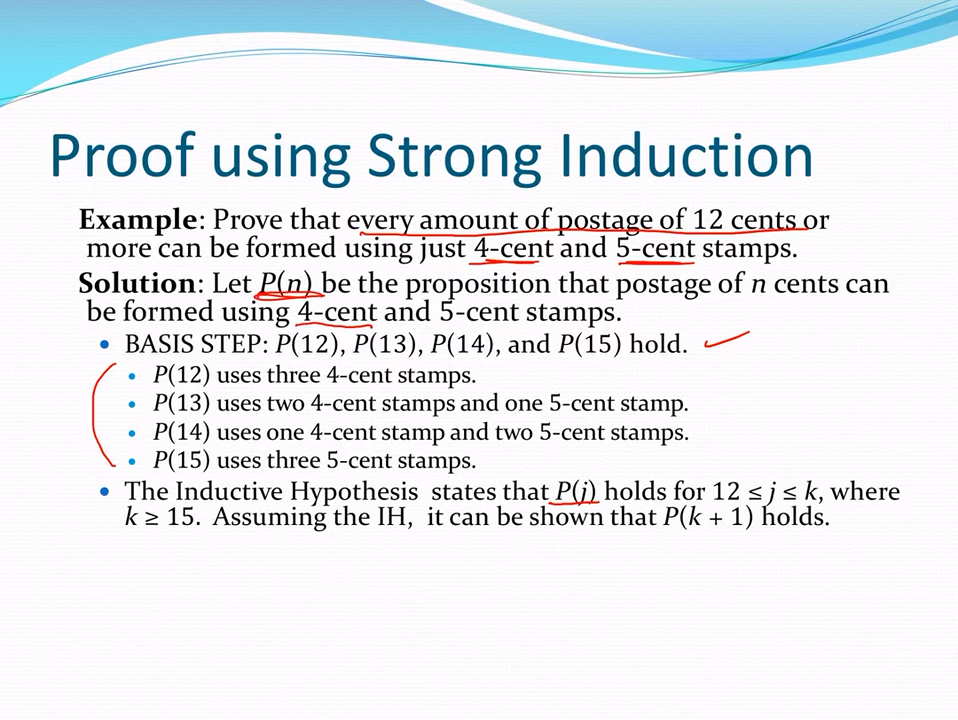 Proof using Strong Induction
Example: Prove that every amount of postage of 12 cents or
more can be formed using just 4-cent and 5-cent stamps.
Solution: Let P(n) be the proposition that postage of n cents can
be formed using 4-cent and 5-cent stamps.
• BASIS STEP: P(12), P(13), P(14), and P(15) hold.
• P(12) uses three 4-cent stamps.
• P(13) uses two 4-cent stamps and one 5-cent stamp.
• P(14) uses one 4-cent stamp and two 5-cent stamps.
• P(15) uses three 5-cent stamps.
• The Inductive Hypothesis states that P(j) holds for 12 ≤ j ≤ k, where
k ≥ 15. Assuming the IH, it can be shown that P(k + 1) holds.